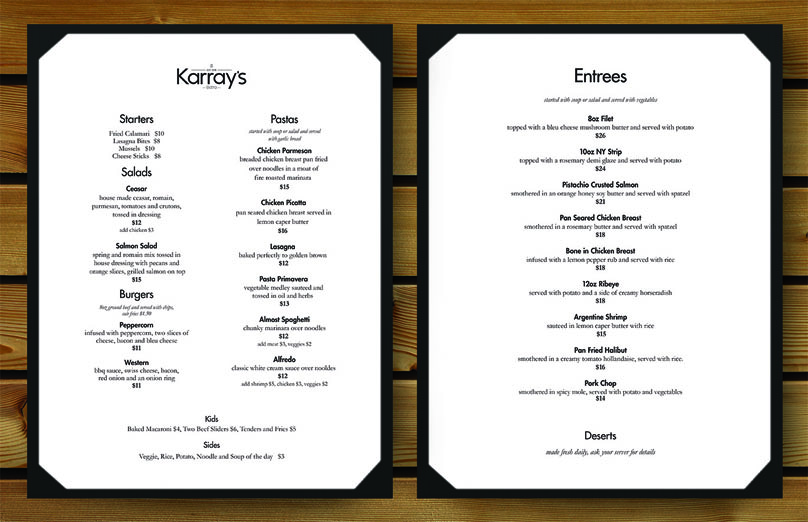 Karray's
Starters
Fried Calamari $10
Lasagna Bites $8
Mussels $10
Cheese Sticks $8
Salads
Ceasar
house made ceasar, romain,
parmesan, tomatoes and crutons,
tossed in dressing
$12
add chicken $3
Salmon Salad
spring and romain mix tossed in
house dressing with pecans and
orange slices, grilled salmon on top
$15
Burgers
8oz ground beef and served with chips,
sub fries $1.50
Peppercorn
infused with peppercorn, two slices of
cheese, bacon and bleu cheese
$11
Western
bbq sauce, swiss cheese, bacon,
red onion and an onion ring
$11
Pastas
started with soup or salad and served
with garlic bread
Chicken Parmesan
breaded chicken breast pan fried
over noodles in a moat of
fire roasted marinara
$15
Chicken Picatta
pan seared chicken breast served in
lemon caper butter
$16
Lasagna
baked perfectly to golden brown
$12
Pasta Primavera
vegetable medley sauteed and
tossed in oil and herbs
$13
Almost Spaghetti
chunky marinara over noodles
$12
add meat $3, veggies $2
Alfredo
classic white cream sauce over nooldes
$12
add shrimp $5, chicken $3, veggies $2
Kids
Baked Macaroni $4, Two Beef Sliders $6, Tenders and Fries $5
Sides
Veggie, Rice, Potato, Noodle and Soup of the day $3
Entrees
started with soup or salad and served with vegetables
8oz Filet
topped with a bleu cheese mushroom butter and served with potato
$26
10oz NY Strip
topped with a rosemary demi glaze and served with potato
$24
Pistachio Crusted Salmon
smothered in an orange honey soy butter and served with spatzel
$21
Pan Seared Chicken Breast
smothered in a rosemary butter and served with spatzel
$18
Bone in Chicken Breast
infused with a lemon pepper rub and served with rice
$18
12oz Ribeye
served with potato and a side of creamy horseradish
$18
Argentine Shrimp
sauteed in lemon caper butter with rice
$15
Pan Fried Halibut
smothered in a creamy tomato hollandaise, served with rice.
$16
Pork Chop
smothered in spicy mole, served with potato and vegetables
$14
Deserts
made fresh daily, ask your server for details